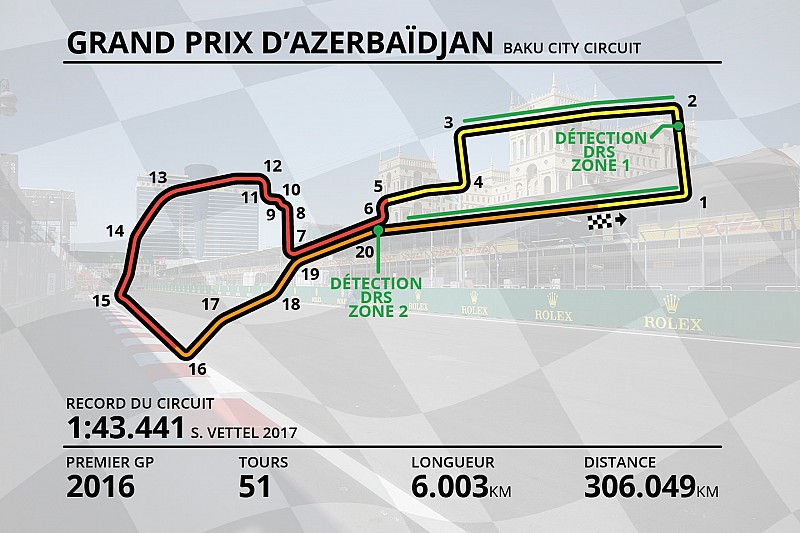 GRAND PRIX D'AZERBAÏDJAN BAKU CITY CIRCUIT
2
3
DÉTECTION
DRS
ZONE 1
12
13
10
5
4
11
9
8
6
1
14
7
20
19
DÉTECTION
DRS
ZONE 2
15
17
18
ROLEX
ROLEX
ROLEX
16
RECORD DU CIRCUIT
1:43.441 S. VETTEL 2017
PREMIER GP
2016
TOURS
51
LONGUEUR
6.003KM
DISTANCE
306.049KM